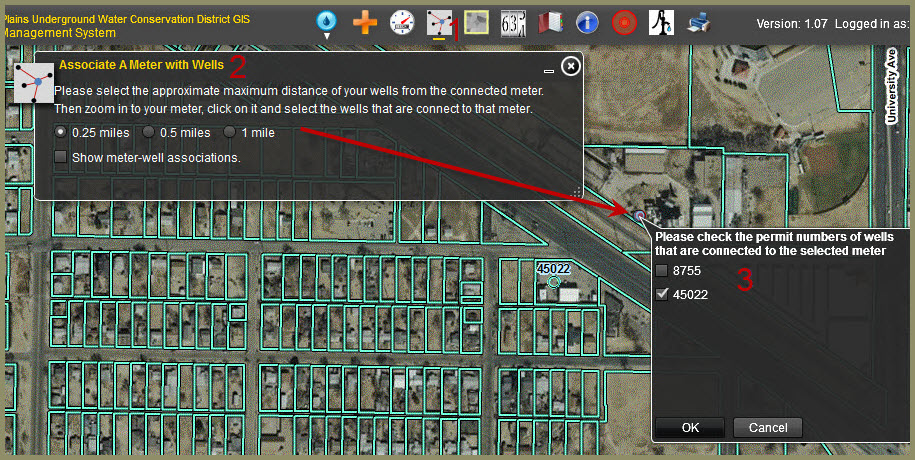 Plains Underground Water Conservation District GIS
Management System
1
Version: 1.07 Logged in as:
University Ave
Associate A Meter with Wells
2
Please select the approximate maximum distance of your wells from the connected meter.
Then zoom in to your meter, click on it and select the wells that are connect to that meter.
0.25 miles 0.5 miles 1 mile
Show meter-well associations.
Please check the permit numbers of wells
that are connected to the selected meter
8755
45022
3
45022
OK Cancel